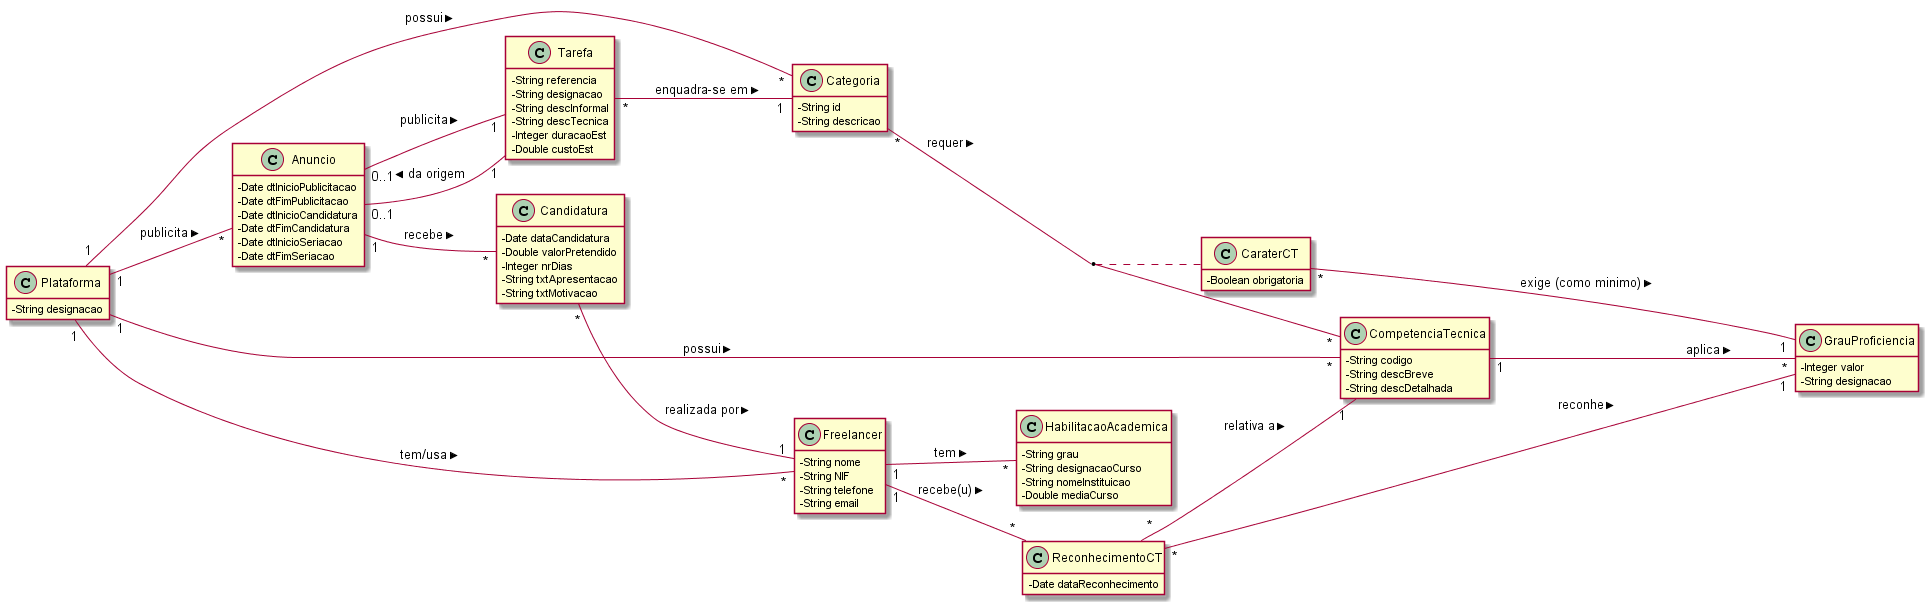 possui ▶
C Tarefa
-String referencia
-String designacao
-String descInformal
-String descTecnica
-Integer duracaoEst
-Double custoEst
* enquadra-se em ▶ 1
*
C Categoria
-String id
-String descricao
publicita ▶
1
0..1
◀ da origem
1
0..1
C Anuncio
-Date dtInicioPublicitacao
-Date dtFimPublicitacao
-Date dtInicioCandidatura
-Date dtFimCandidatura
-Date dtInicioSeriacao
-Date dtFimSeriacao
* requer ▶ *
1 publicita ▶ *
1 recebe ▶ *
C Candidatura
-Date dataCandidatura
-Double valorPretendido
-Integer nrDias
-String txtApresentacao
-String txtMotivacao
C CaraterCT
-Boolean obrigatoria
* exige (como minimo) ▶ 1
1
C Plataforma
-String designacao
1 possui ▶ *
C CompetenciaTecnica
-String codigo
-String descBreve
-String descDetalhada
1 aplica ▶ *
C GrauProficiencia
-Integer valor
-String designacao
* realizada por ▶ 1
1 tem/usa ▶ *
C Freelancer
-String nome
-String NIF
-String telefone
-String email
1 tem ▶ *
C HabilitacaoAcademica
-String grau
-String designacaoCurso
-String nomeInstituicao
-Double mediaCurso
1 recebe(u) ▶ *
1 relativa a ▶ *
1 reconhe ▶ *
C ReconhecimentoCT
-Date dataReconhecimento